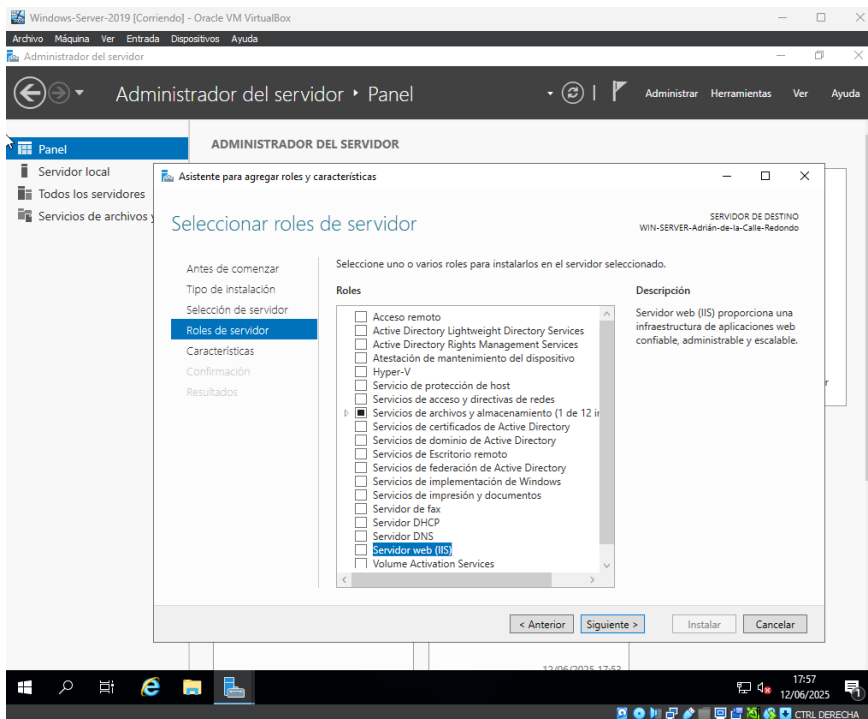 Windows-Server-2019 [Corriendo] - Oracle VM VirtualBox
Archivo Máquina Ver Entrada Dispositivos Ayuda
Administrador del servidor
Administrador del servidor Panel
Administrar Herramientas Ver Ayuda
Panel
Servidor local
Todos los servidores
Servicios de archivos y
ADMINISTRADOR DEL SERVIDOR
Asistente para agregar roles y características
Seleccionar roles de servidor
SERVIDOR DE DESTINO
WIN-SERVER-Adrián-de-la-Calle-Redondo
Antes de comenzar
Tipo de instalación
Selección de servidor
Roles de servidor
Características
Confirmación
Resultados
Seleccione uno o varios roles para instalarlos en el servidor seleccionado.
Roles
Acceso remoto
Active Directory Lightweight Directory Services
Active Directory Rights Management Services
Atestación de mantenimiento del dispositivo
Hyper-V
Servicio de protección de host
Servicios de acceso y directivas de redes
Servicios de archivos y almacenamiento (1 de 12 in
Servicios de certificados de Active Directory
Servicios de dominio de Active Directory
Servicios de Escritorio remoto
Servicios de federación de Active Directory
Servicios de implementación de Windows
Servicios de impresión y documentos
Servidor de fax
Servidor DHCP
Servidor DNS
Servidor web (IIS)
Volume Activation Services
Descripción
Servidor web (IIS) proporciona una
infraestructura de aplicaciones web
confiable, administrable y escalable.
r
< Anterior Siguiente > Instalar Cancelar
12/06/2025 17:53
17:57
12/06/2025
1
CTRL DERECHA